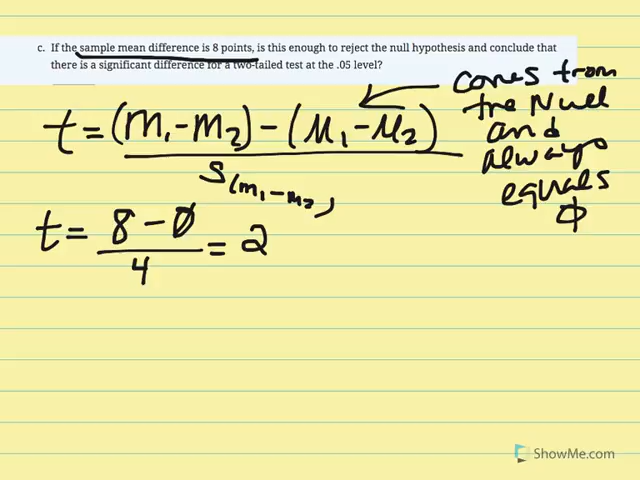 c. If the sample mean difference is 8 points, is this enough to reject the null hypothesis and conclude that
there is a significant difference for a two-tailed test at the .05 level?
comes from
the Null
and
always
equals
0
t = (M₁ - M₂) - (μ₁ - μ₂)
S(M₁ - M₂)
t = 8 - 0 = 2
4
ShowMe.com